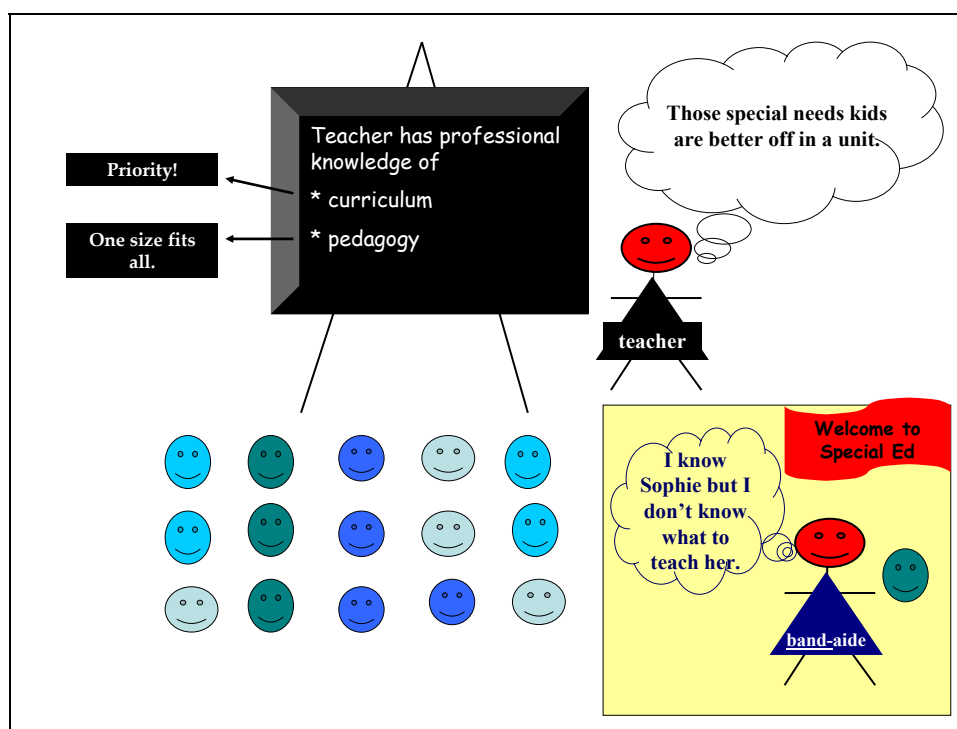 Teacher has professional
knowledge of
* curriculum
* pedagogy
Priority!
One size fits
all.
Those special needs kids
are better off in a unit.
teacher
Welcome to
Special Ed
I know
Sophie but I
don’t know
what to
teach her.
band-aide